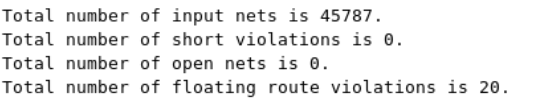 Total number of input nets is 45787.
Total number of short violations is 0.
Total number of open nets is 0.
Total number of floating route violations is 20.